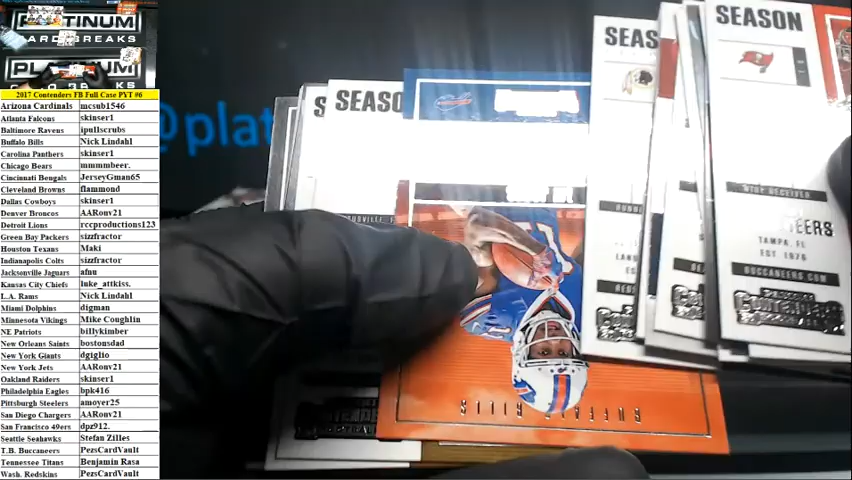 PLATINUM
CARD BREAKS
PLATINUM
2017 Contenders FB Full Case PYT #6
Arizona Cardinals mcsub1546
Atlanta Falcons skinser1
Baltimore Ravens ipullscrubs
Buffalo Bills Nick Lindahl
Carolina Panthers skinser1
Chicago Bears mmmmbeer.
Cincinnati Bengals JerseyGman65
Cleveland Browns flammond
Dallas Cowboys skinser1
Denver Broncos AARonv21
Detroit Lions rccproductions123
Green Bay Packers sizzfractor
Houston Texans Maki
Indianapolis Colts sizzfractor
Jacksonville Jaguars afnu
Kansas City Chiefs luke_attkiss.
L.A. Rams Nick Lindahl
Miami Dolphins digman
Minnesota Vikings Mike Coughlin
NE Patriots billykimber
New Orleans Saints bostonsdad
New York Giants dgiglio
New York Jets AARonv21
Oakland Raiders skinser1
Philadelphia Eagles bpk416
Pittsburgh Steelers amoyer25
San Diego Chargers AARonv21
San Francisco 49ers dpz912.
Seattle Seahawks Stefan Zilles
T.B. Buccaneers PezsCardVault
Tennessee Titans Benjamin Rasa
Wash. Redskins PezsCardVault
@plat
SEASO
SEAS
SEASON
EERS
TAMPA, FL
EST 1976
BUCCANEERS.COM
CONTENDERS
BUFFALO BILLS